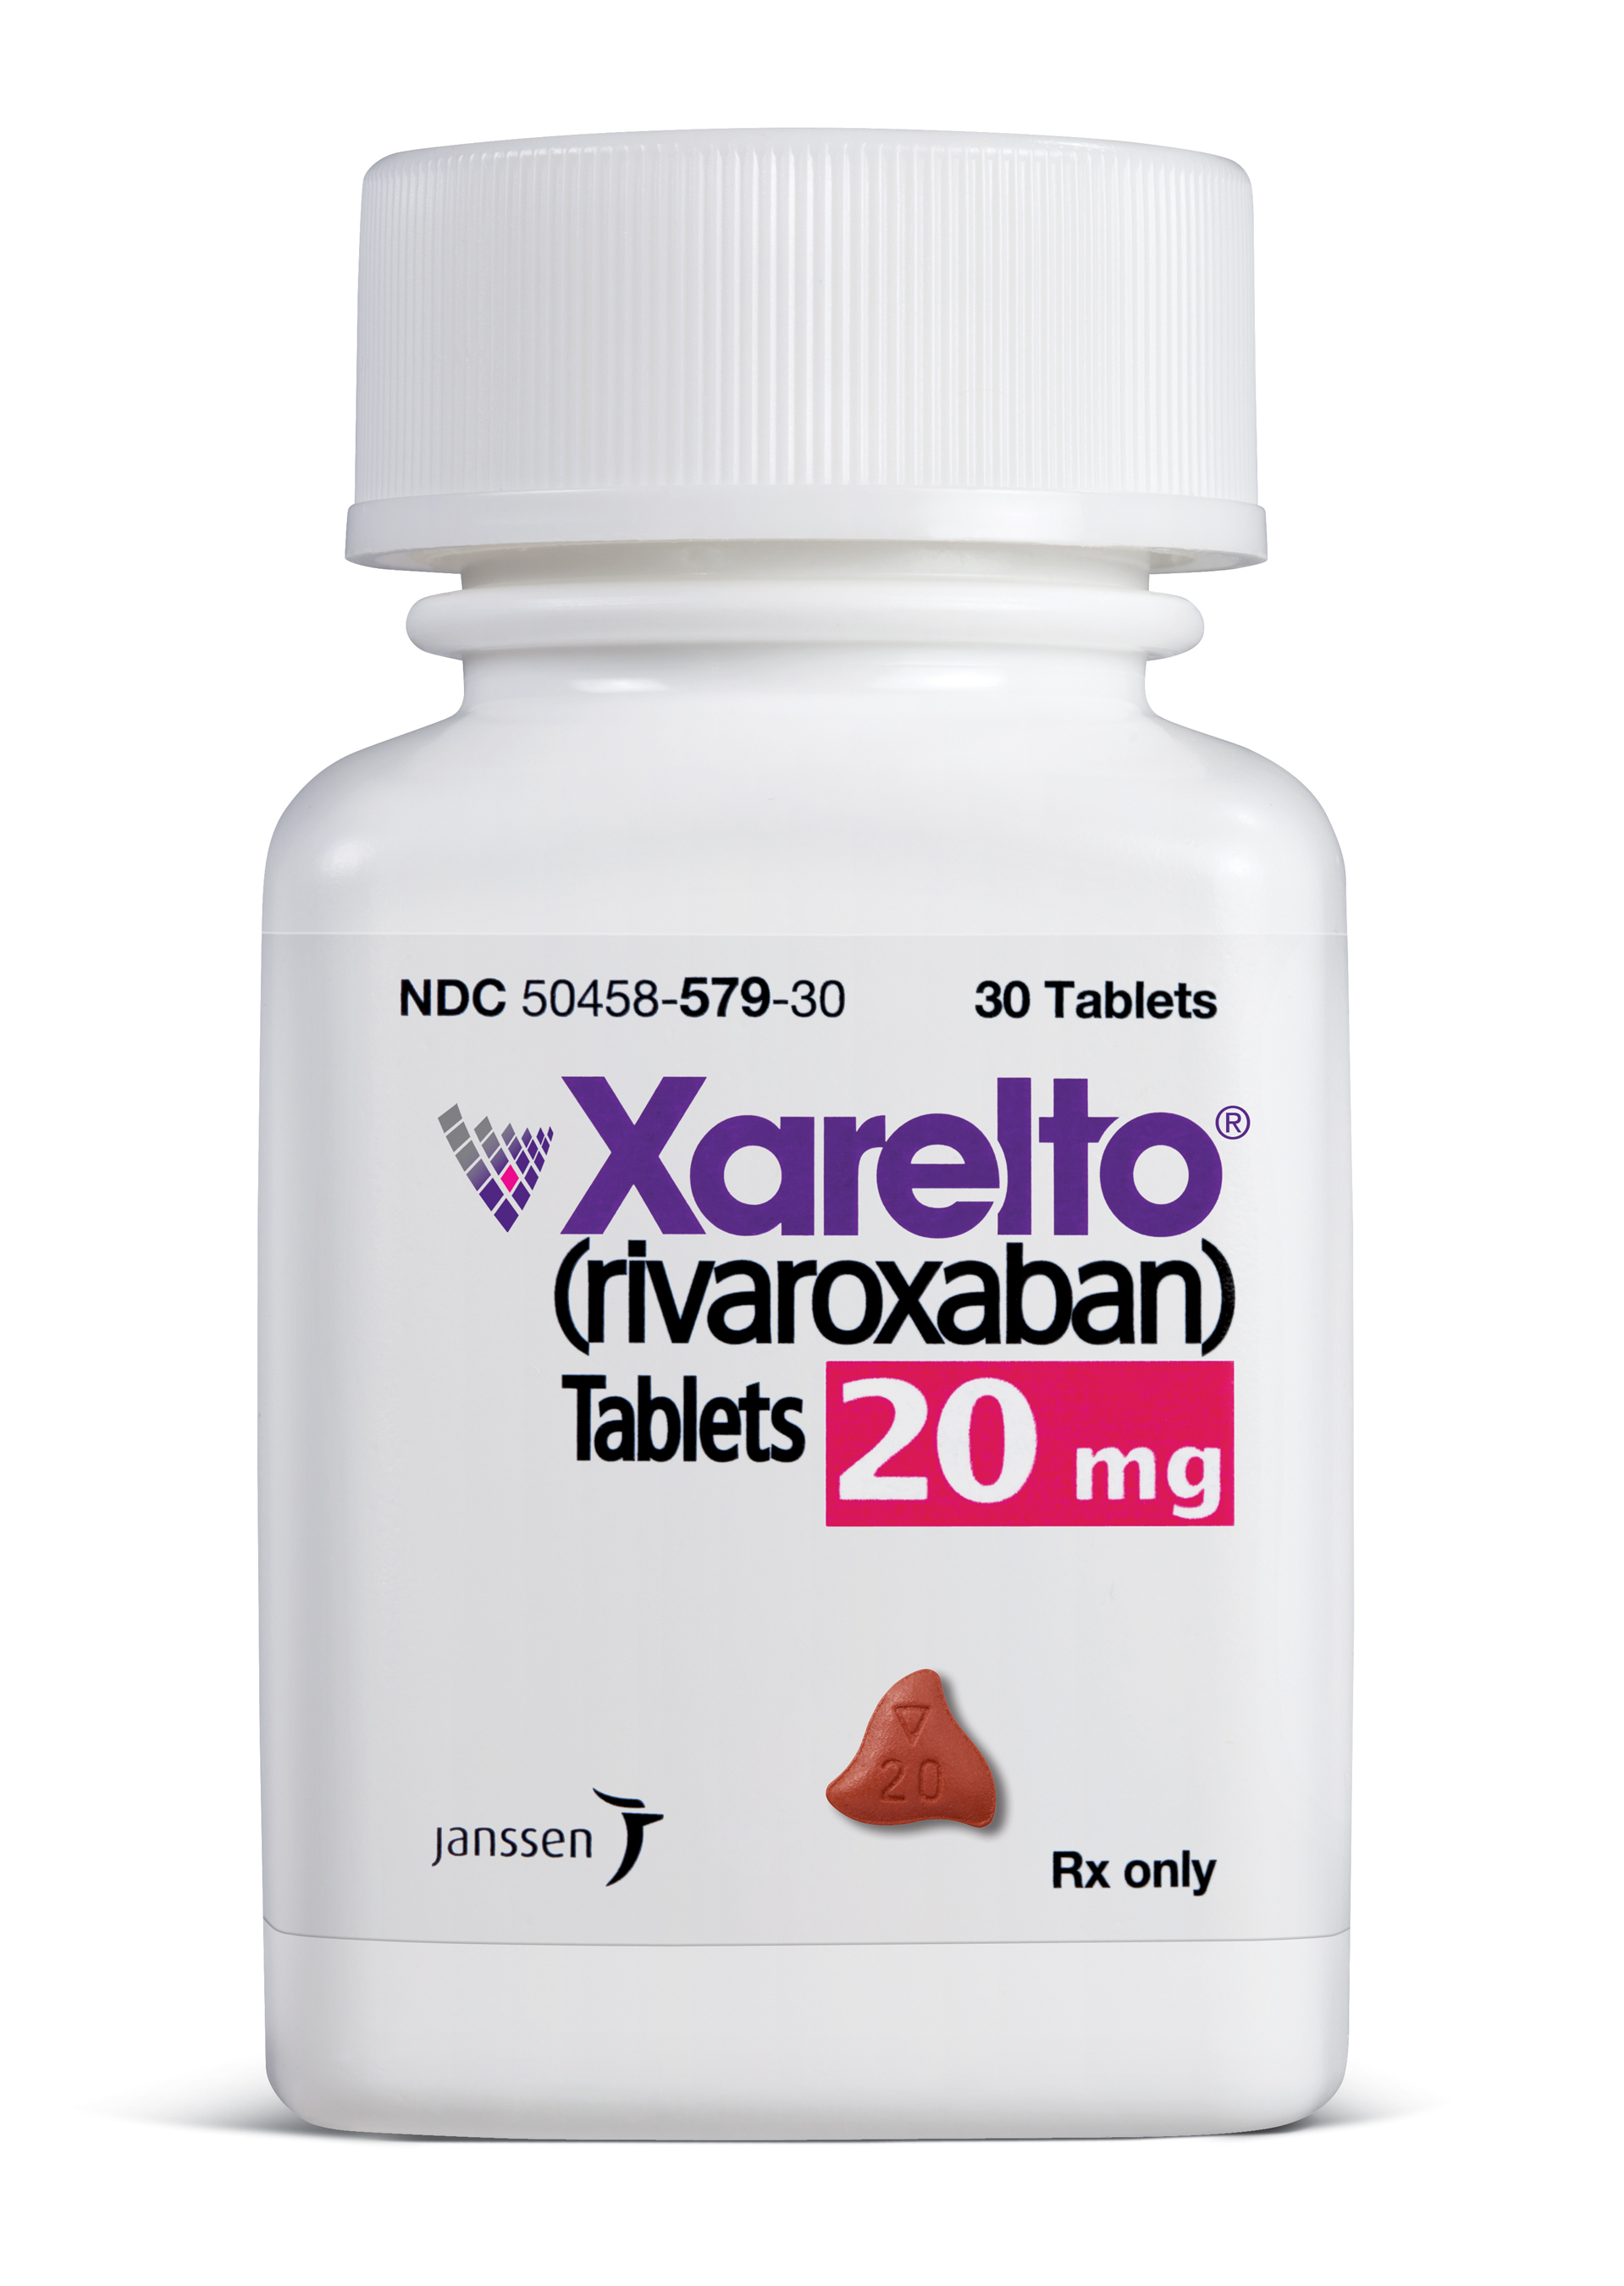 NDC 50458-579-30 30 Tablets
Xarelto®
(rivaroxaban)
Tablets 20 mg
20
janssen
Rx only